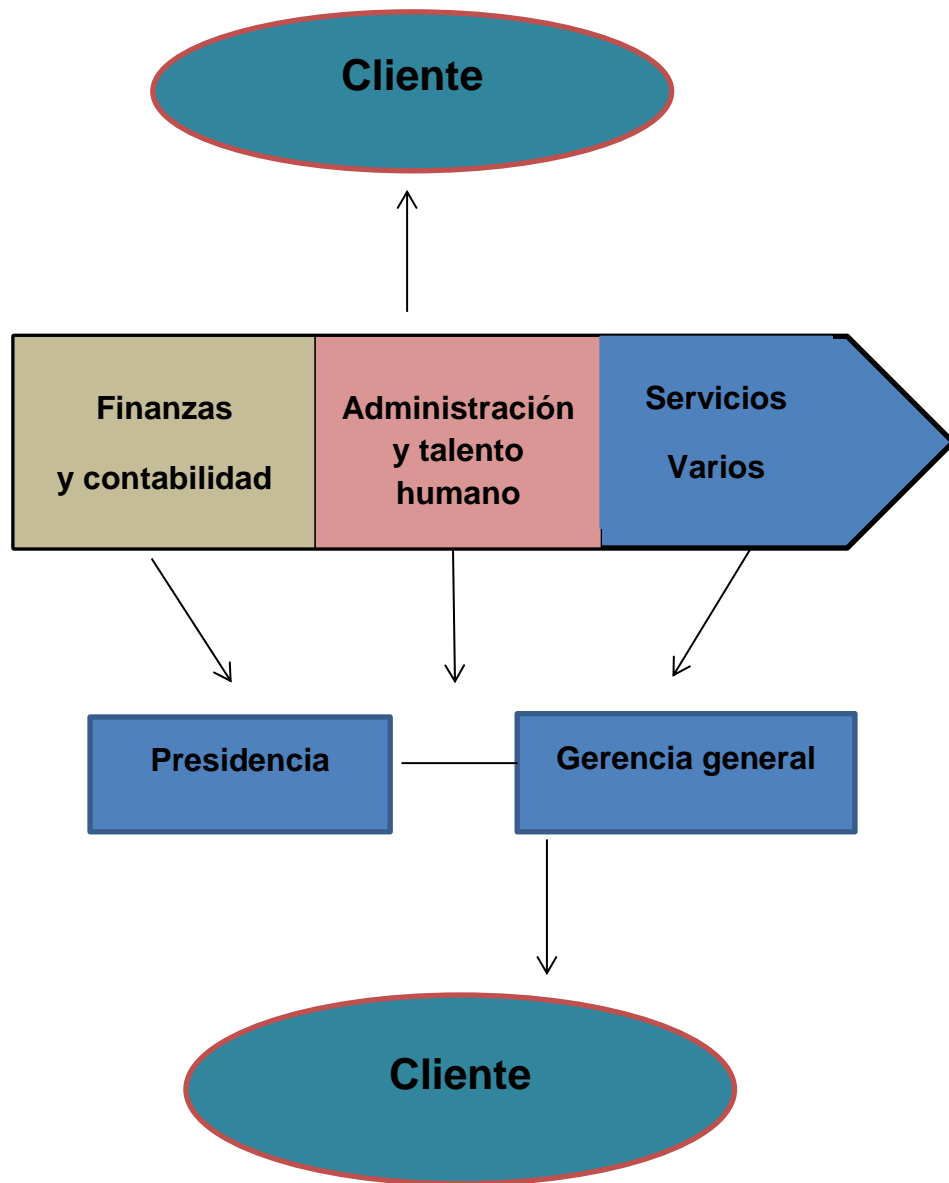 Cliente
Finanzas
y contabilidad
Administración
y talento
humano
Servicios
Varios
Presidencia
Gerencia general
Cliente